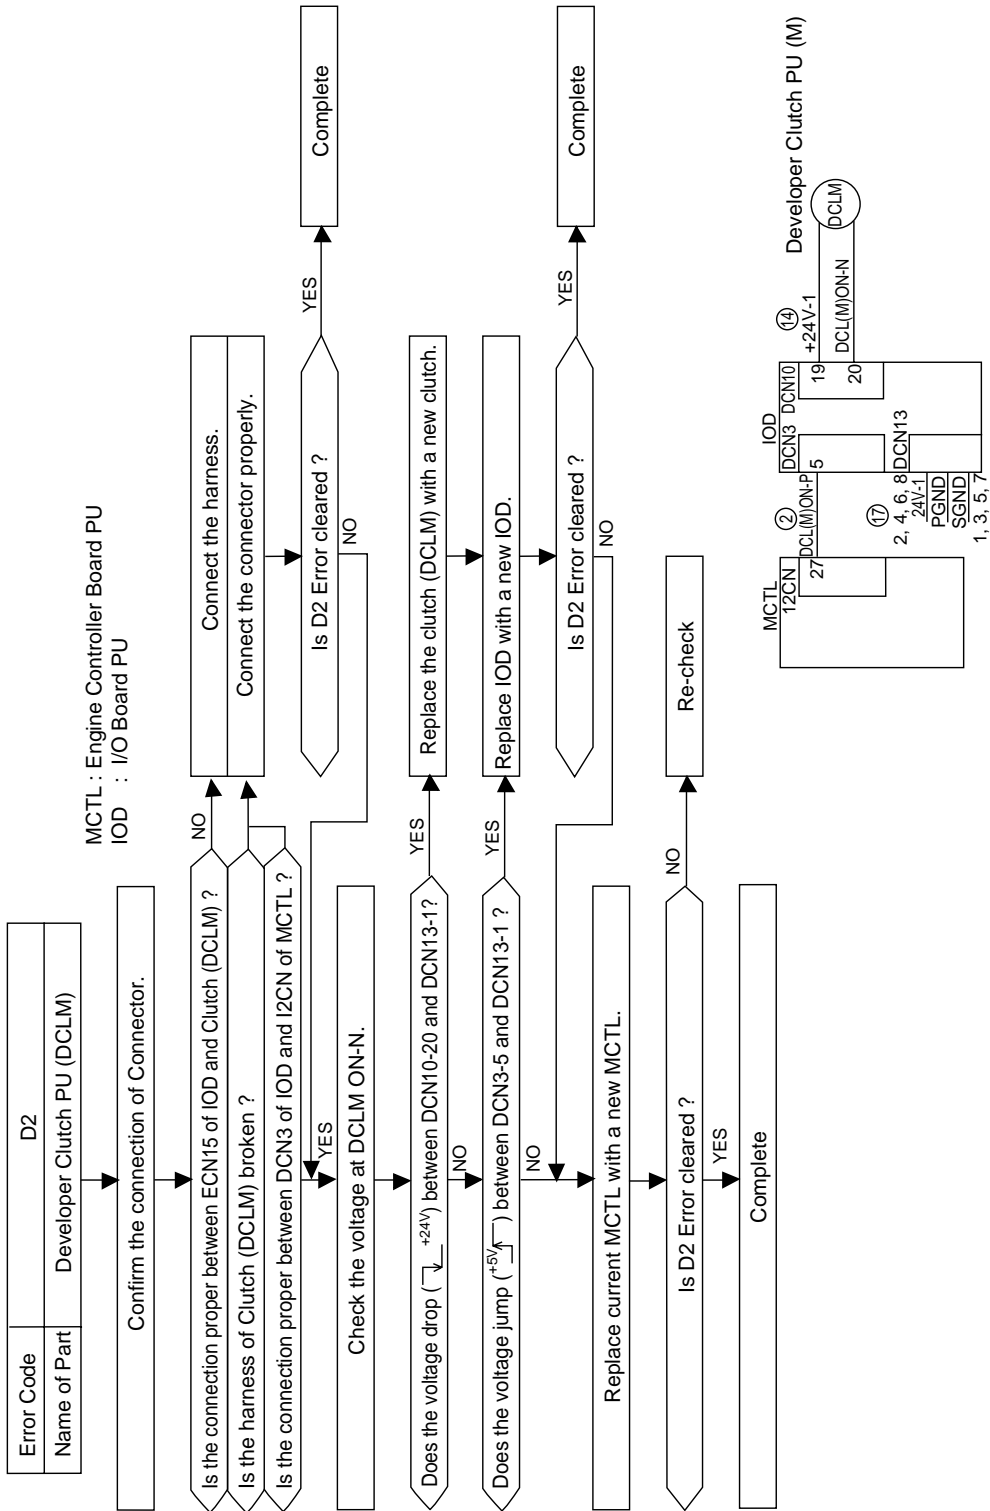 Error Code D2
Name of Part Developer Clutch PU (DCLM)
MCTL : Engine Controller Board PU
IOD : I/O Board PU
Confirm the connection of Connector.
Is the connection proper between ECN15 of IOD and Clutch (DCLM) ?
NO
Connect the harness.
Is the harness of Clutch (DCLM) broken ?
Connect the connector properly.
Is the connection proper between DCN3 of IOD and I2CN of MCTL ?
YES
Is D2 Error cleared ?
YES
Complete
NO
Check the voltage at DCLM ON-N.
Does the voltage drop ( +24V) between DCN10-20 and DCN13-1?
YES
Replace the clutch (DCLM) with a new clutch.
NO
Does the voltage jump (+5V ) between DCN3-5 and DCN13-1 ?
YES
Replace IOD with a new IOD.
NO
Is D2 Error cleared ?
YES
Complete
NO
Replace current MCTL with a new MCTL.
Is D2 Error cleared ?
NO
Re-check
YES
Complete
MCTL
12CN
27
②
DCL(M)ON-P
IOD
DCN3 DCN10
5
19
20
⑭
+24V-1
DCL(M)ON-N
Developer Clutch PU (M)
DCLM
⑰
2, 4, 6, 8 DCN13
24V-1
PGND
SGND
1, 3, 5, 7